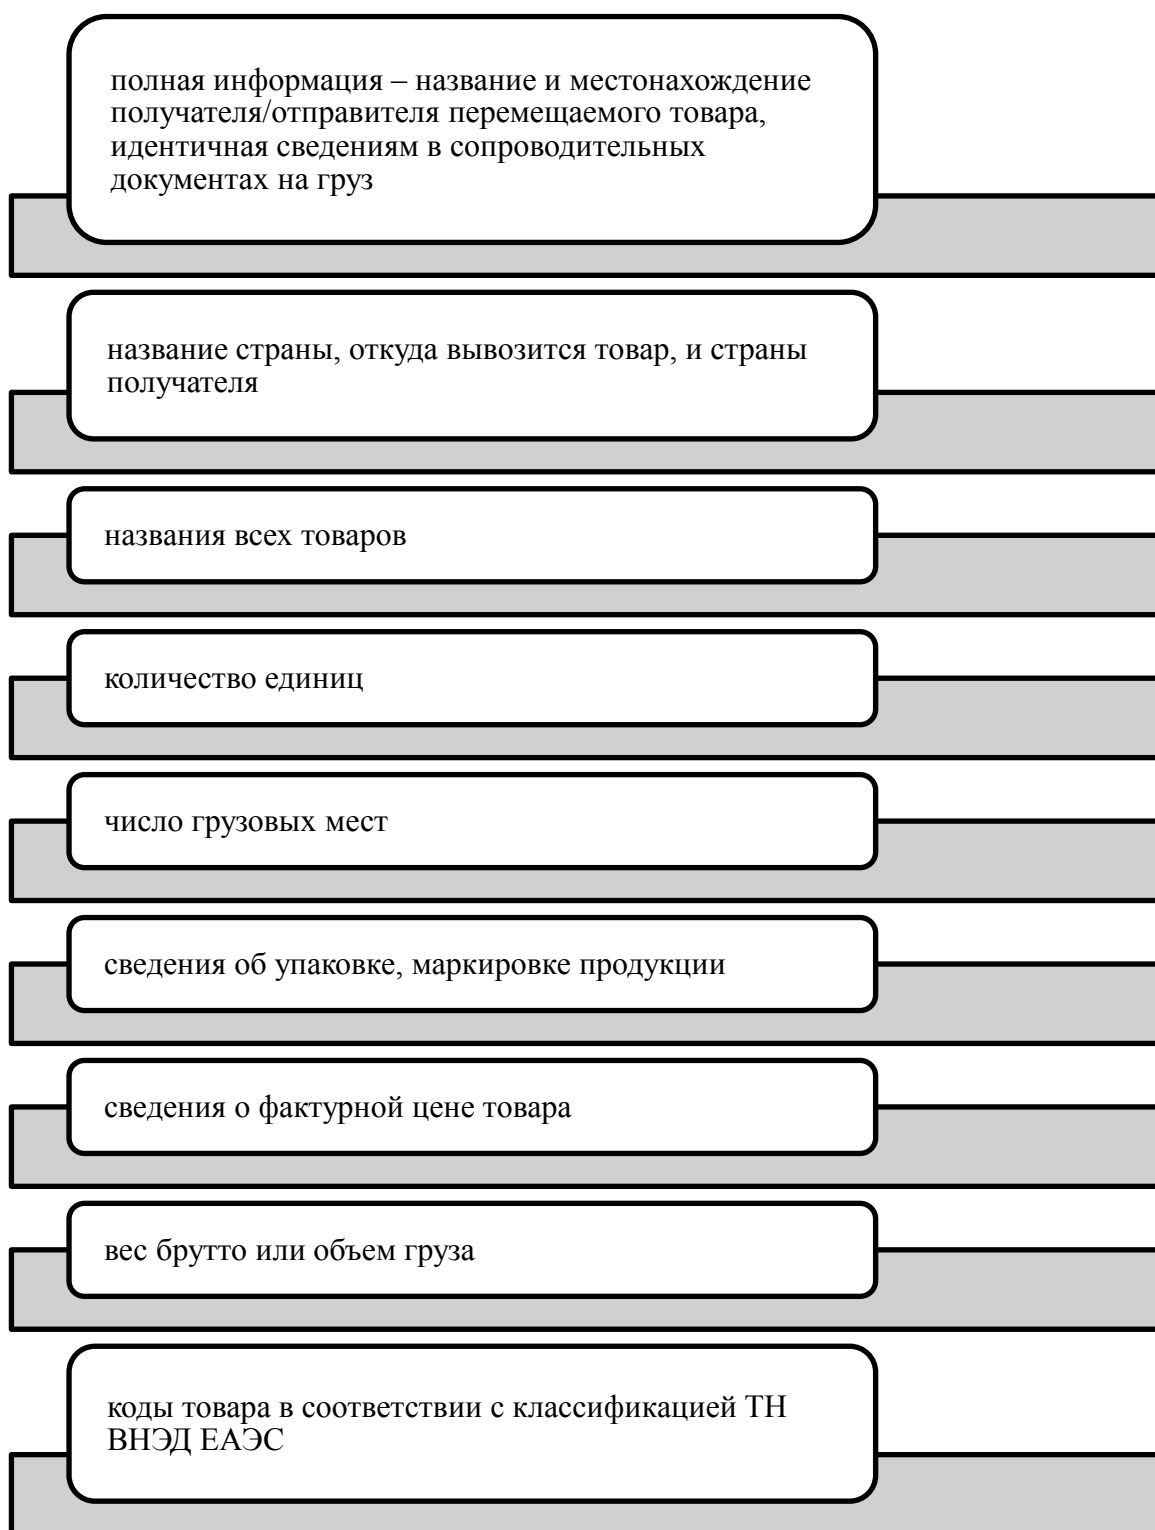 полная информация – название и местонахождение
получателя/отправителя перемещаемого товара,
идентичная сведениям в сопроводительных
документах на груз
название страны, откуда вывозится товар, и страны
получателя
названия всех товаров
количество единиц
число грузовых мест
сведения об упаковке, маркировке продукции
сведения о фактурной цене товара
вес брутто или объем груза
коды товара в соответствии с классификацией ТН
ВНЭД ЕАЭС